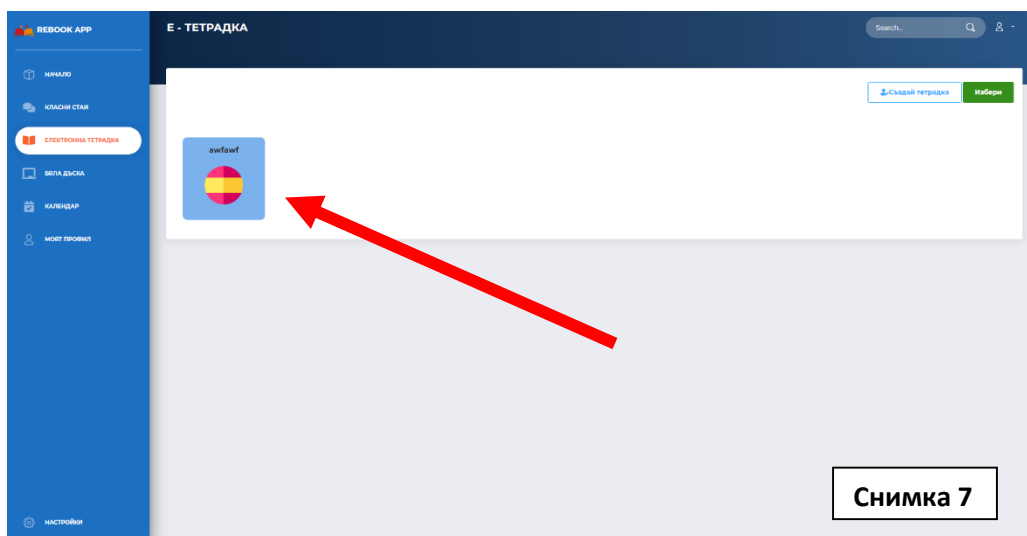 REBOOK APP
Е - ТЕТРАДКА
Search...
НАЧАЛО
КЛАСНИ СТАИ
ЕЛЕКТРОННА ТЕТРАДКА
БЯЛА ДЪСКА
КАЛЕНДАР
МОЯТ ПРОФИЛ
НАСТРОЙКИ
Създай тетрадка
Избери
awfawf
Снимка 7